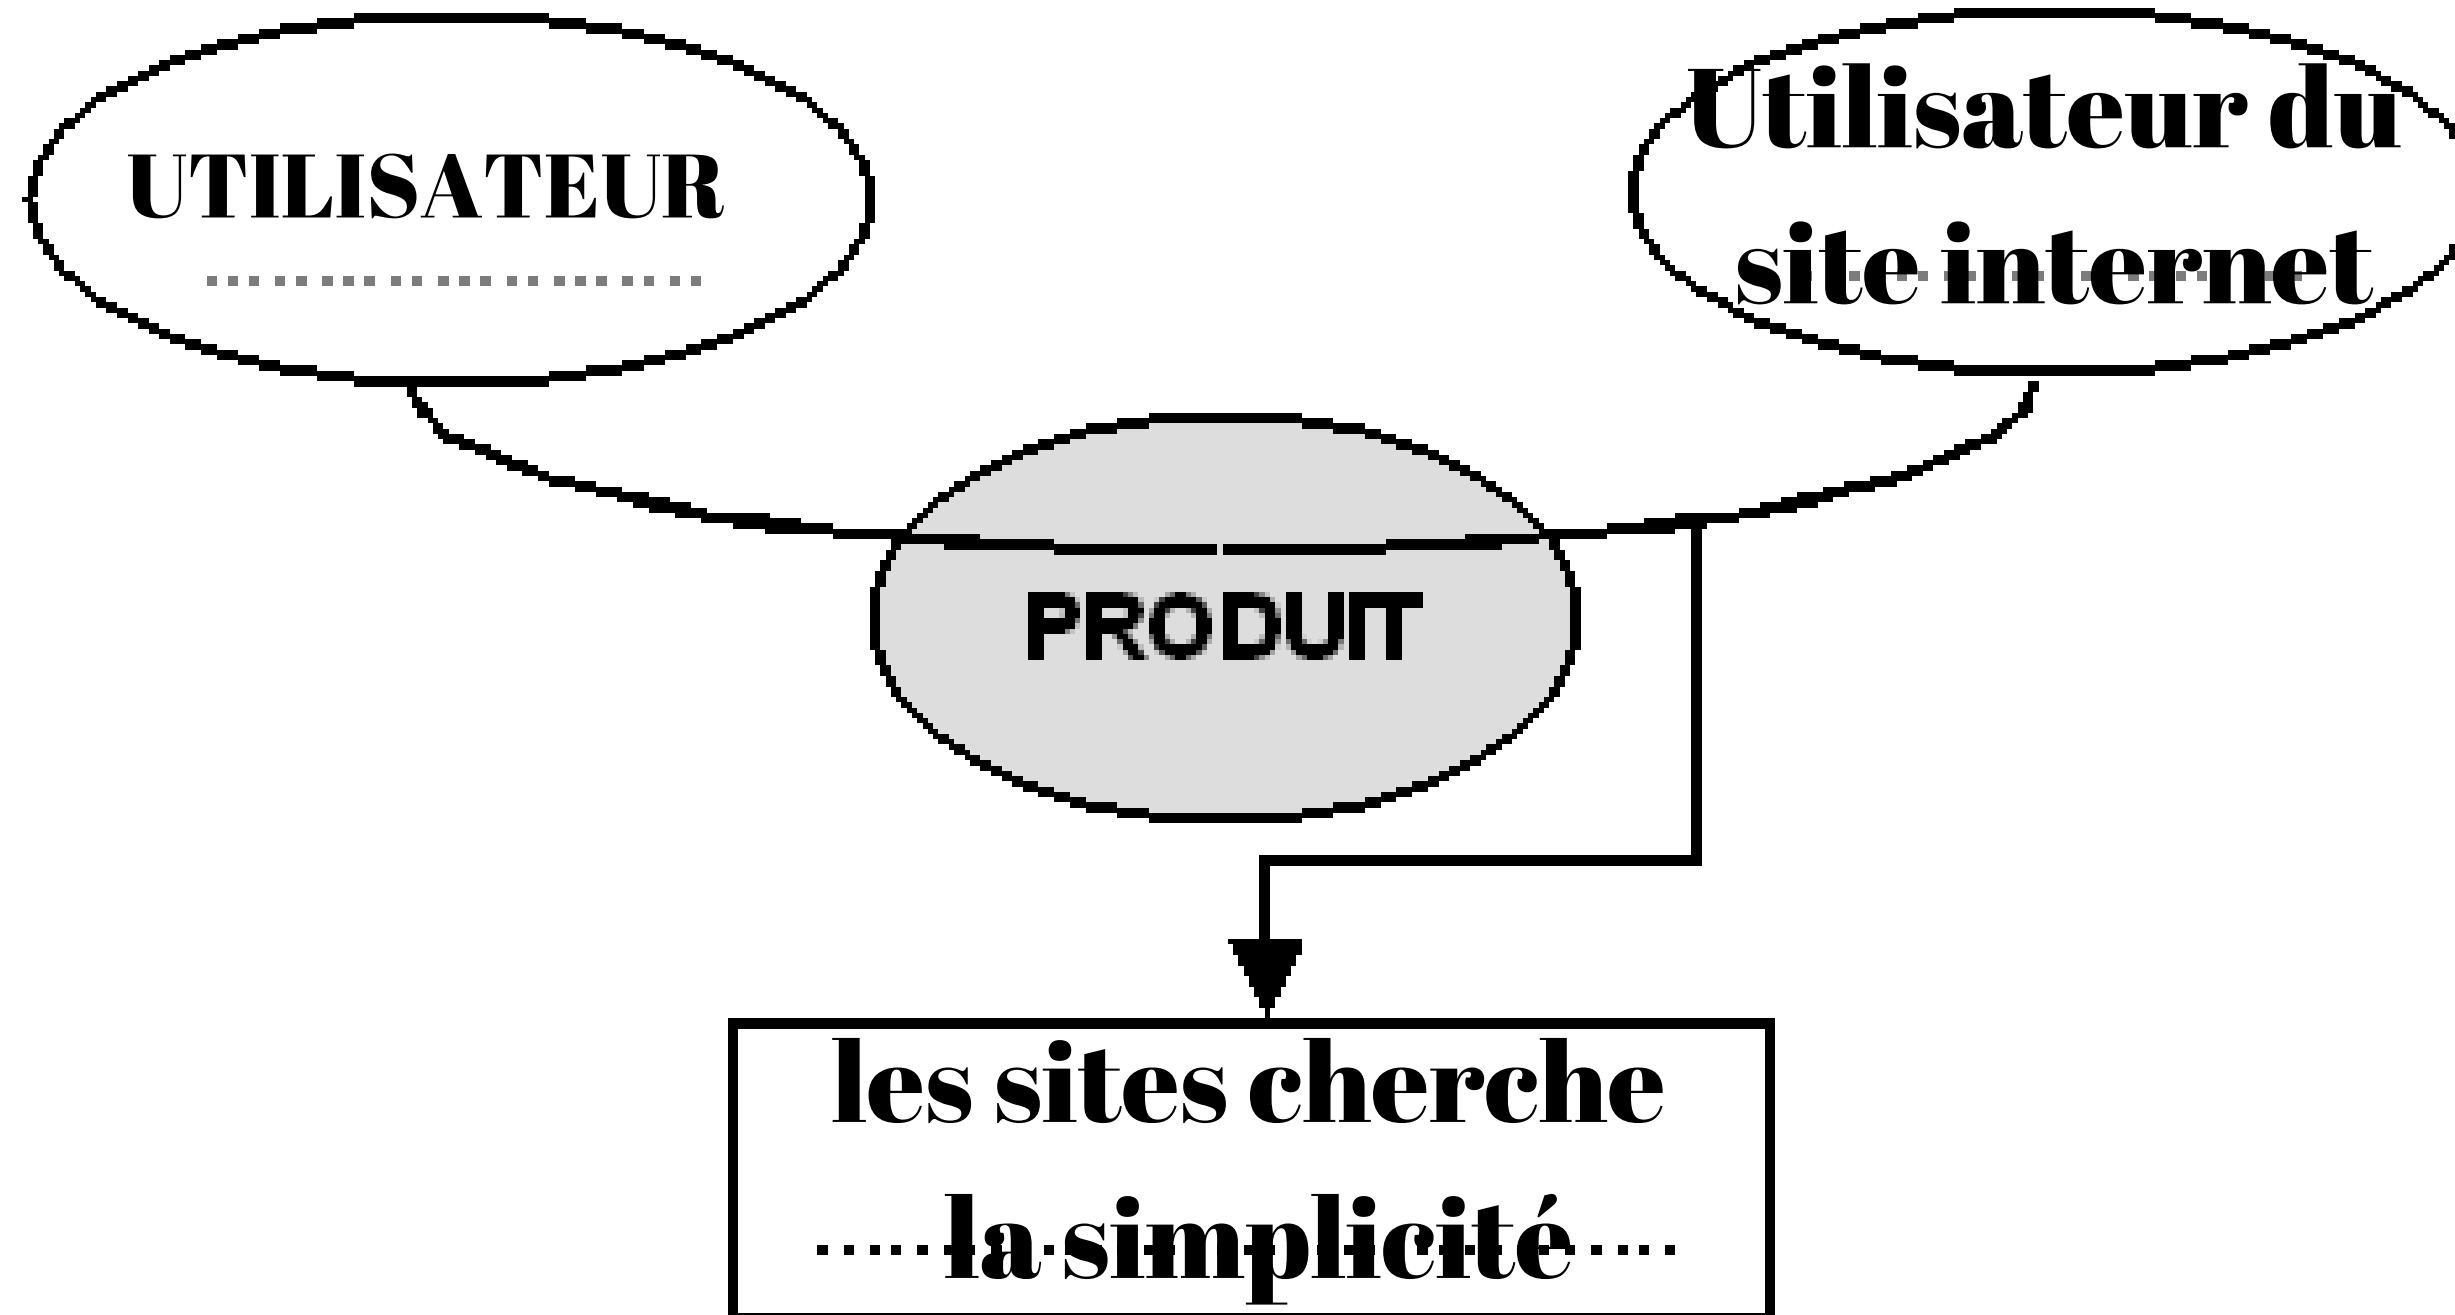 UTILISATEUR
Utilisateur du
site internet
PRODUIT
les sites cherche
la simplicité